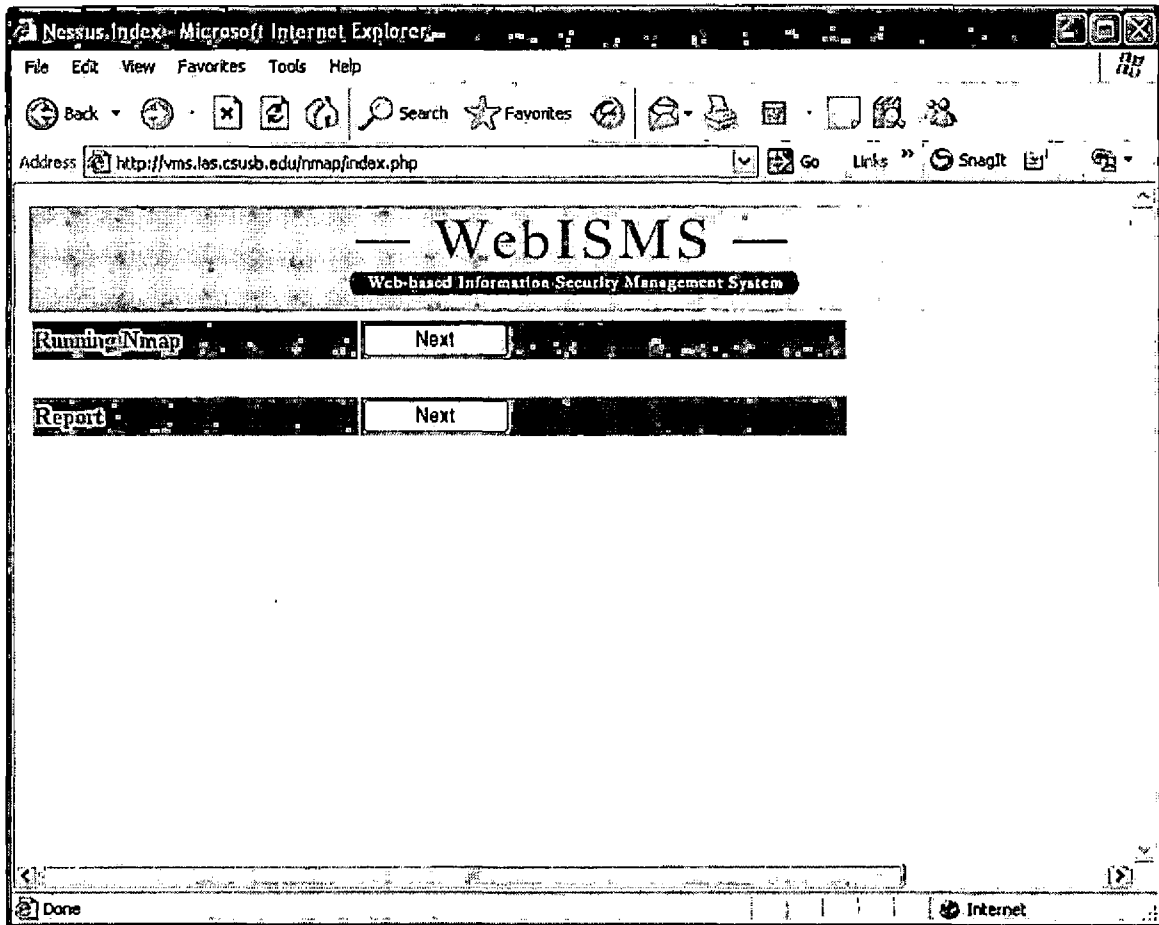 Nessus Index - Microsoft Internet Explorer
File Edit View Favorites Tools Help
Back Search Favorites
Address http://vms.ias.csusb.edu/nmap/index.php Go Links » SnagIt
— WebISMS —
Web-based Information Security Management System
Running Nmap Next
Report Next
Done Internet